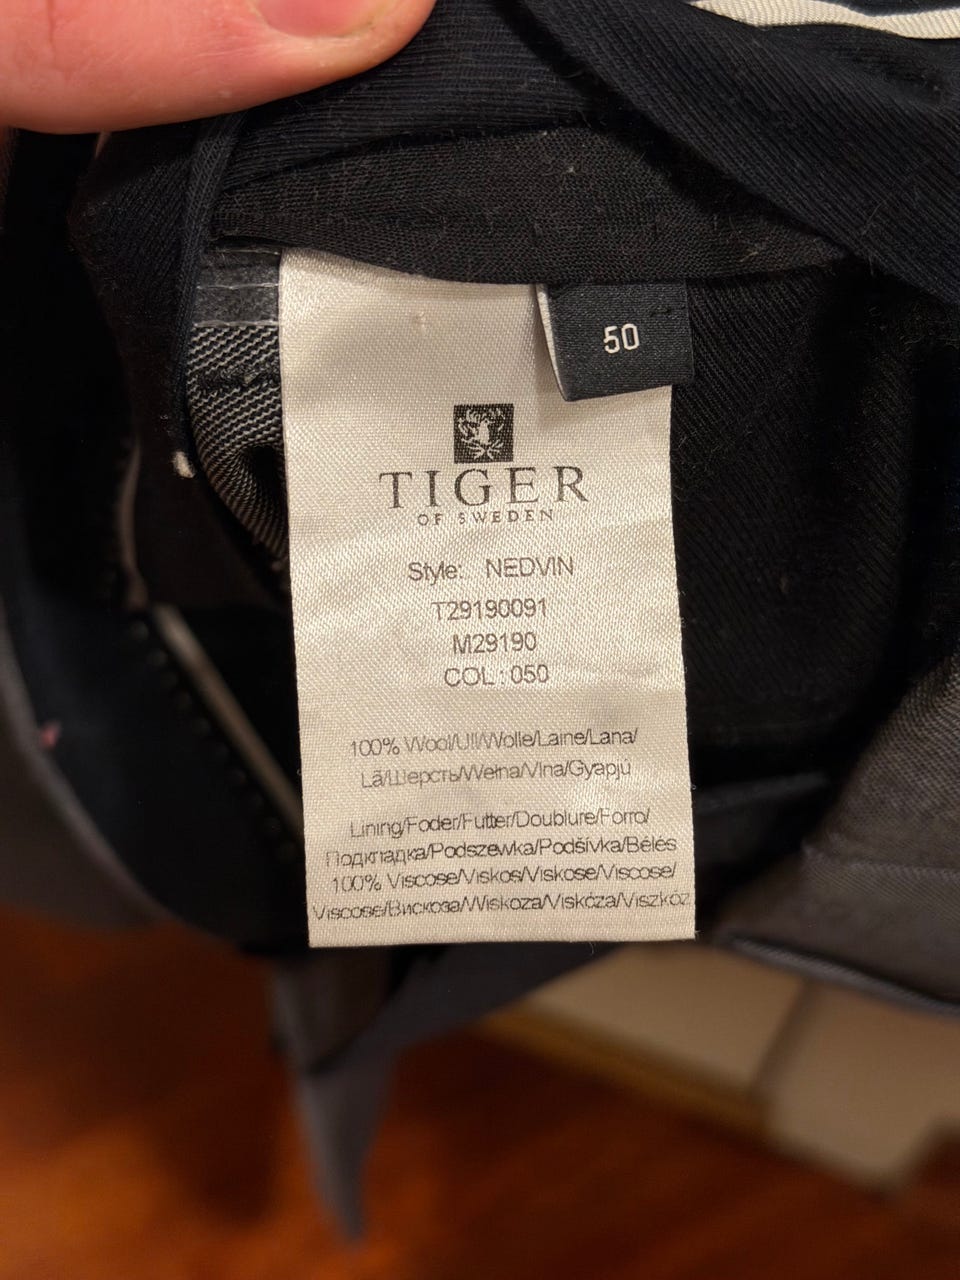 50
TIGER
OF SWEDEN
Style: NEDVIN
T29190091
M29190
COL: 050
100% Wool/Ull/Wolle/Laine/Lana/
Lã/Шерсть/Wełna/Vlna/Gyapjú
Lining/Foder/Futter/Doublure/Forro/
Подкладка/Podszewka/Podšívka/Bélés
100% Viscose/Viskos/Viskose/Viscose/
Viscose/Вискоза/Wiskoza/Viskóza/Viszkóz